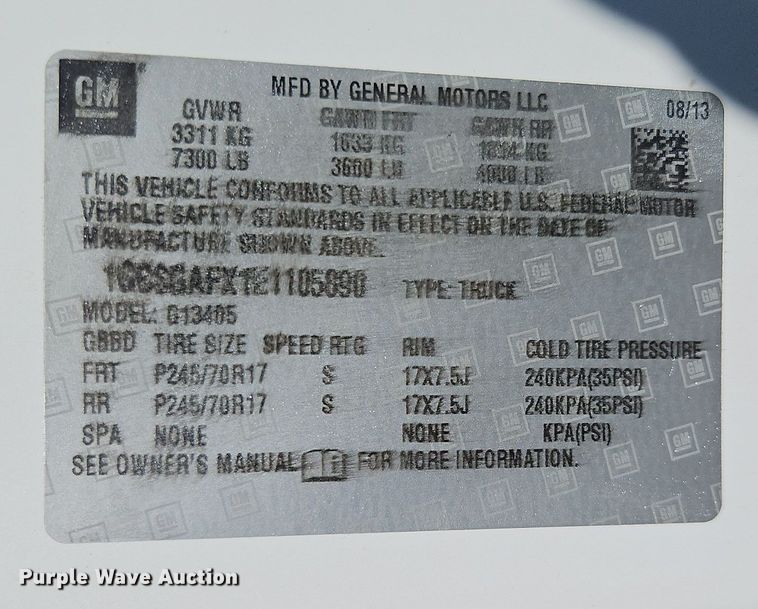 GM
MFD BY GENERAL MOTORS LLC
08/13
GVWR GAWR FRT GAWR RR
3311 KG 1633 KG KG
7300 LB 3600 LB LB
THIS VEHICLE CONFORMS TO ALL APPLICABLE U.S. FEDERAL MOTOR
VEHICLE SAFETY STANDARDS IN EFFECT ON THE DATE OF
MANUFACTURE SHOWN ABOVE.
TYPE: TRUCK
MODEL: G13405
TIRE SIZE SPEED RTG RIM COLD TIRE PRESSURE
FRT P245/70R17 S 17X7.5J 240KPA(35PSI)
RR P245/70R17 S 17X7.5J 240KPA(35PSI)
SPA NONE NONE KPA(PSI)
SEE OWNER'S MANUAL FOR MORE INFORMATION.
Purple Wave Auction